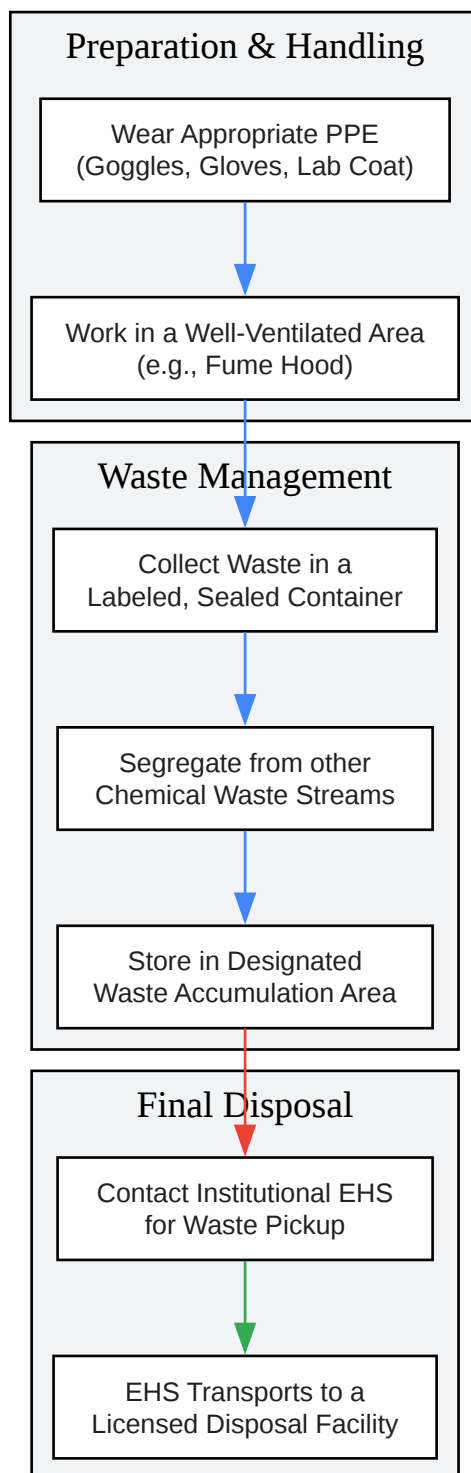 Preparation & Handling
Wear Appropriate PPE
(Goggles, Gloves, Lab Coat)
Work in a Well-Ventilated Area
(e.g., Fume Hood)
Waste Management
Collect Waste in a
Labeled, Sealed Container
Segregate from other
Chemical Waste Streams
Store in Designated
Waste Accumulation Area
Final Disposal
Contact Institutional EHS
for Waste Pickup
EHS Transports to a
Licensed Disposal Facility